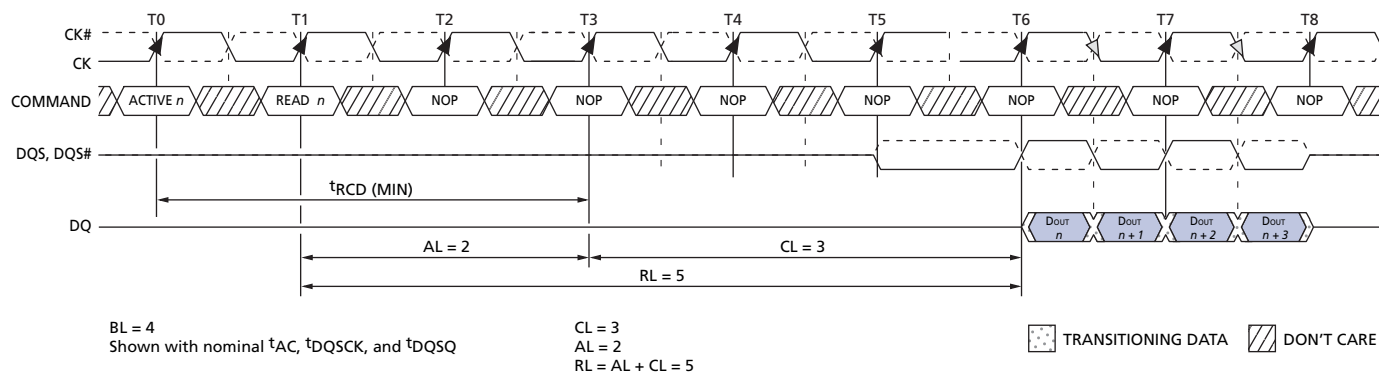 T0 T1 T2 T3 T4 T5 T6 T7 T8
CK#
CK
COMMAND ACTIVE n READ n NOP NOP NOP NOP NOP NOP NOP
DQS, DQS#
tRCD (MIN)
DQ DOUT n DOUT n + 1 DOUT n + 2 DOUT n + 3
AL = 2 CL = 3
RL = 5
BL = 4
Shown with nominal tAC, tDQSCK, and tDQSQ
CL = 3
AL = 2
RL = AL + CL = 5
TRANSITIONING DATA DON'T CARE